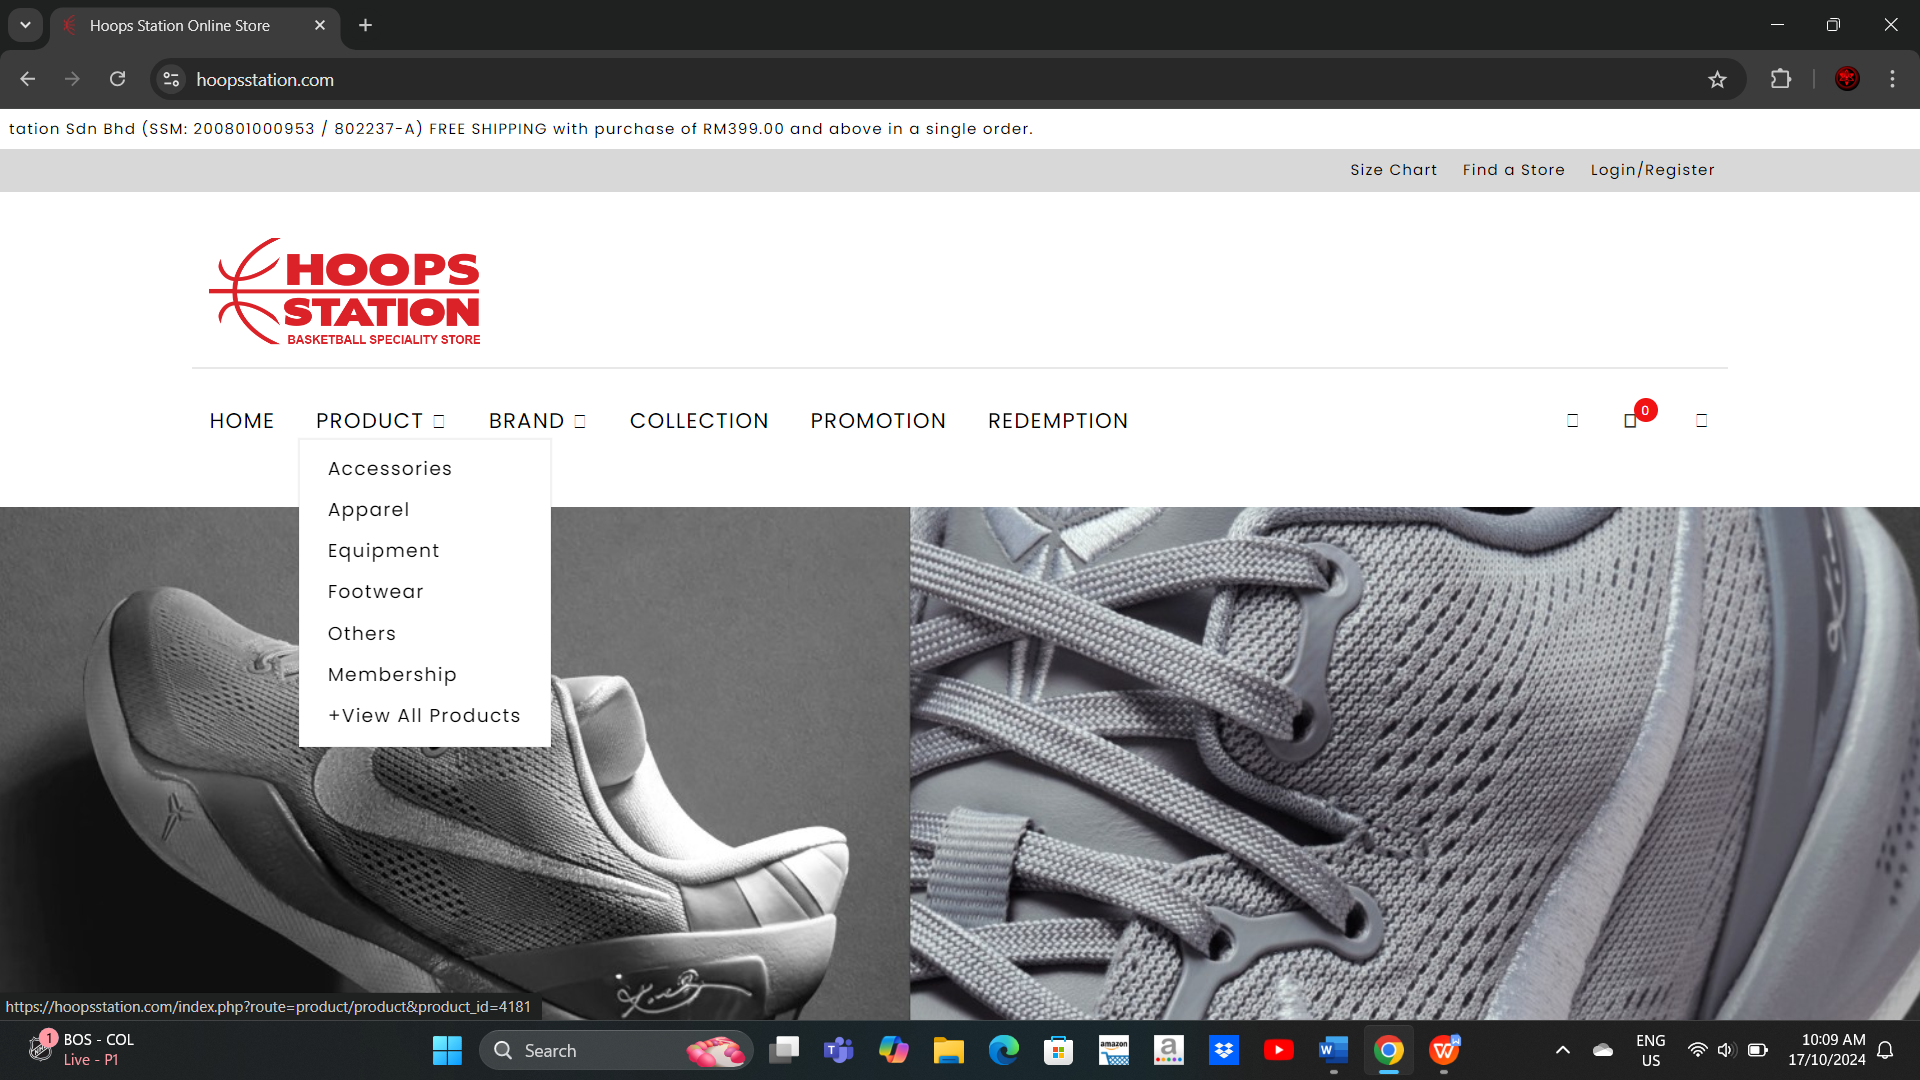 Hoops Station Online Store
hoopsstation.com
tation Sdn Bhd (SSM: 200801000953 / 802237-A) FREE SHIPPING with purchase of RM399.00 and above in a single order.
Size Chart Find a Store Login/Register
HOOPS
STATION
BASKETBALL SPECIALITY STORE
HOME PRODUCT BRAND COLLECTION PROMOTION REDEMPTION 0
Accessories
Apparel
Equipment
Footwear
Others
Membership
+View All Products
https://hoopsstation.com/index.php?route=product/product&product_id=4181
1 BOS - COL
Live - P1
Search
amazon
ENG
US
10:09 AM
17/10/2024